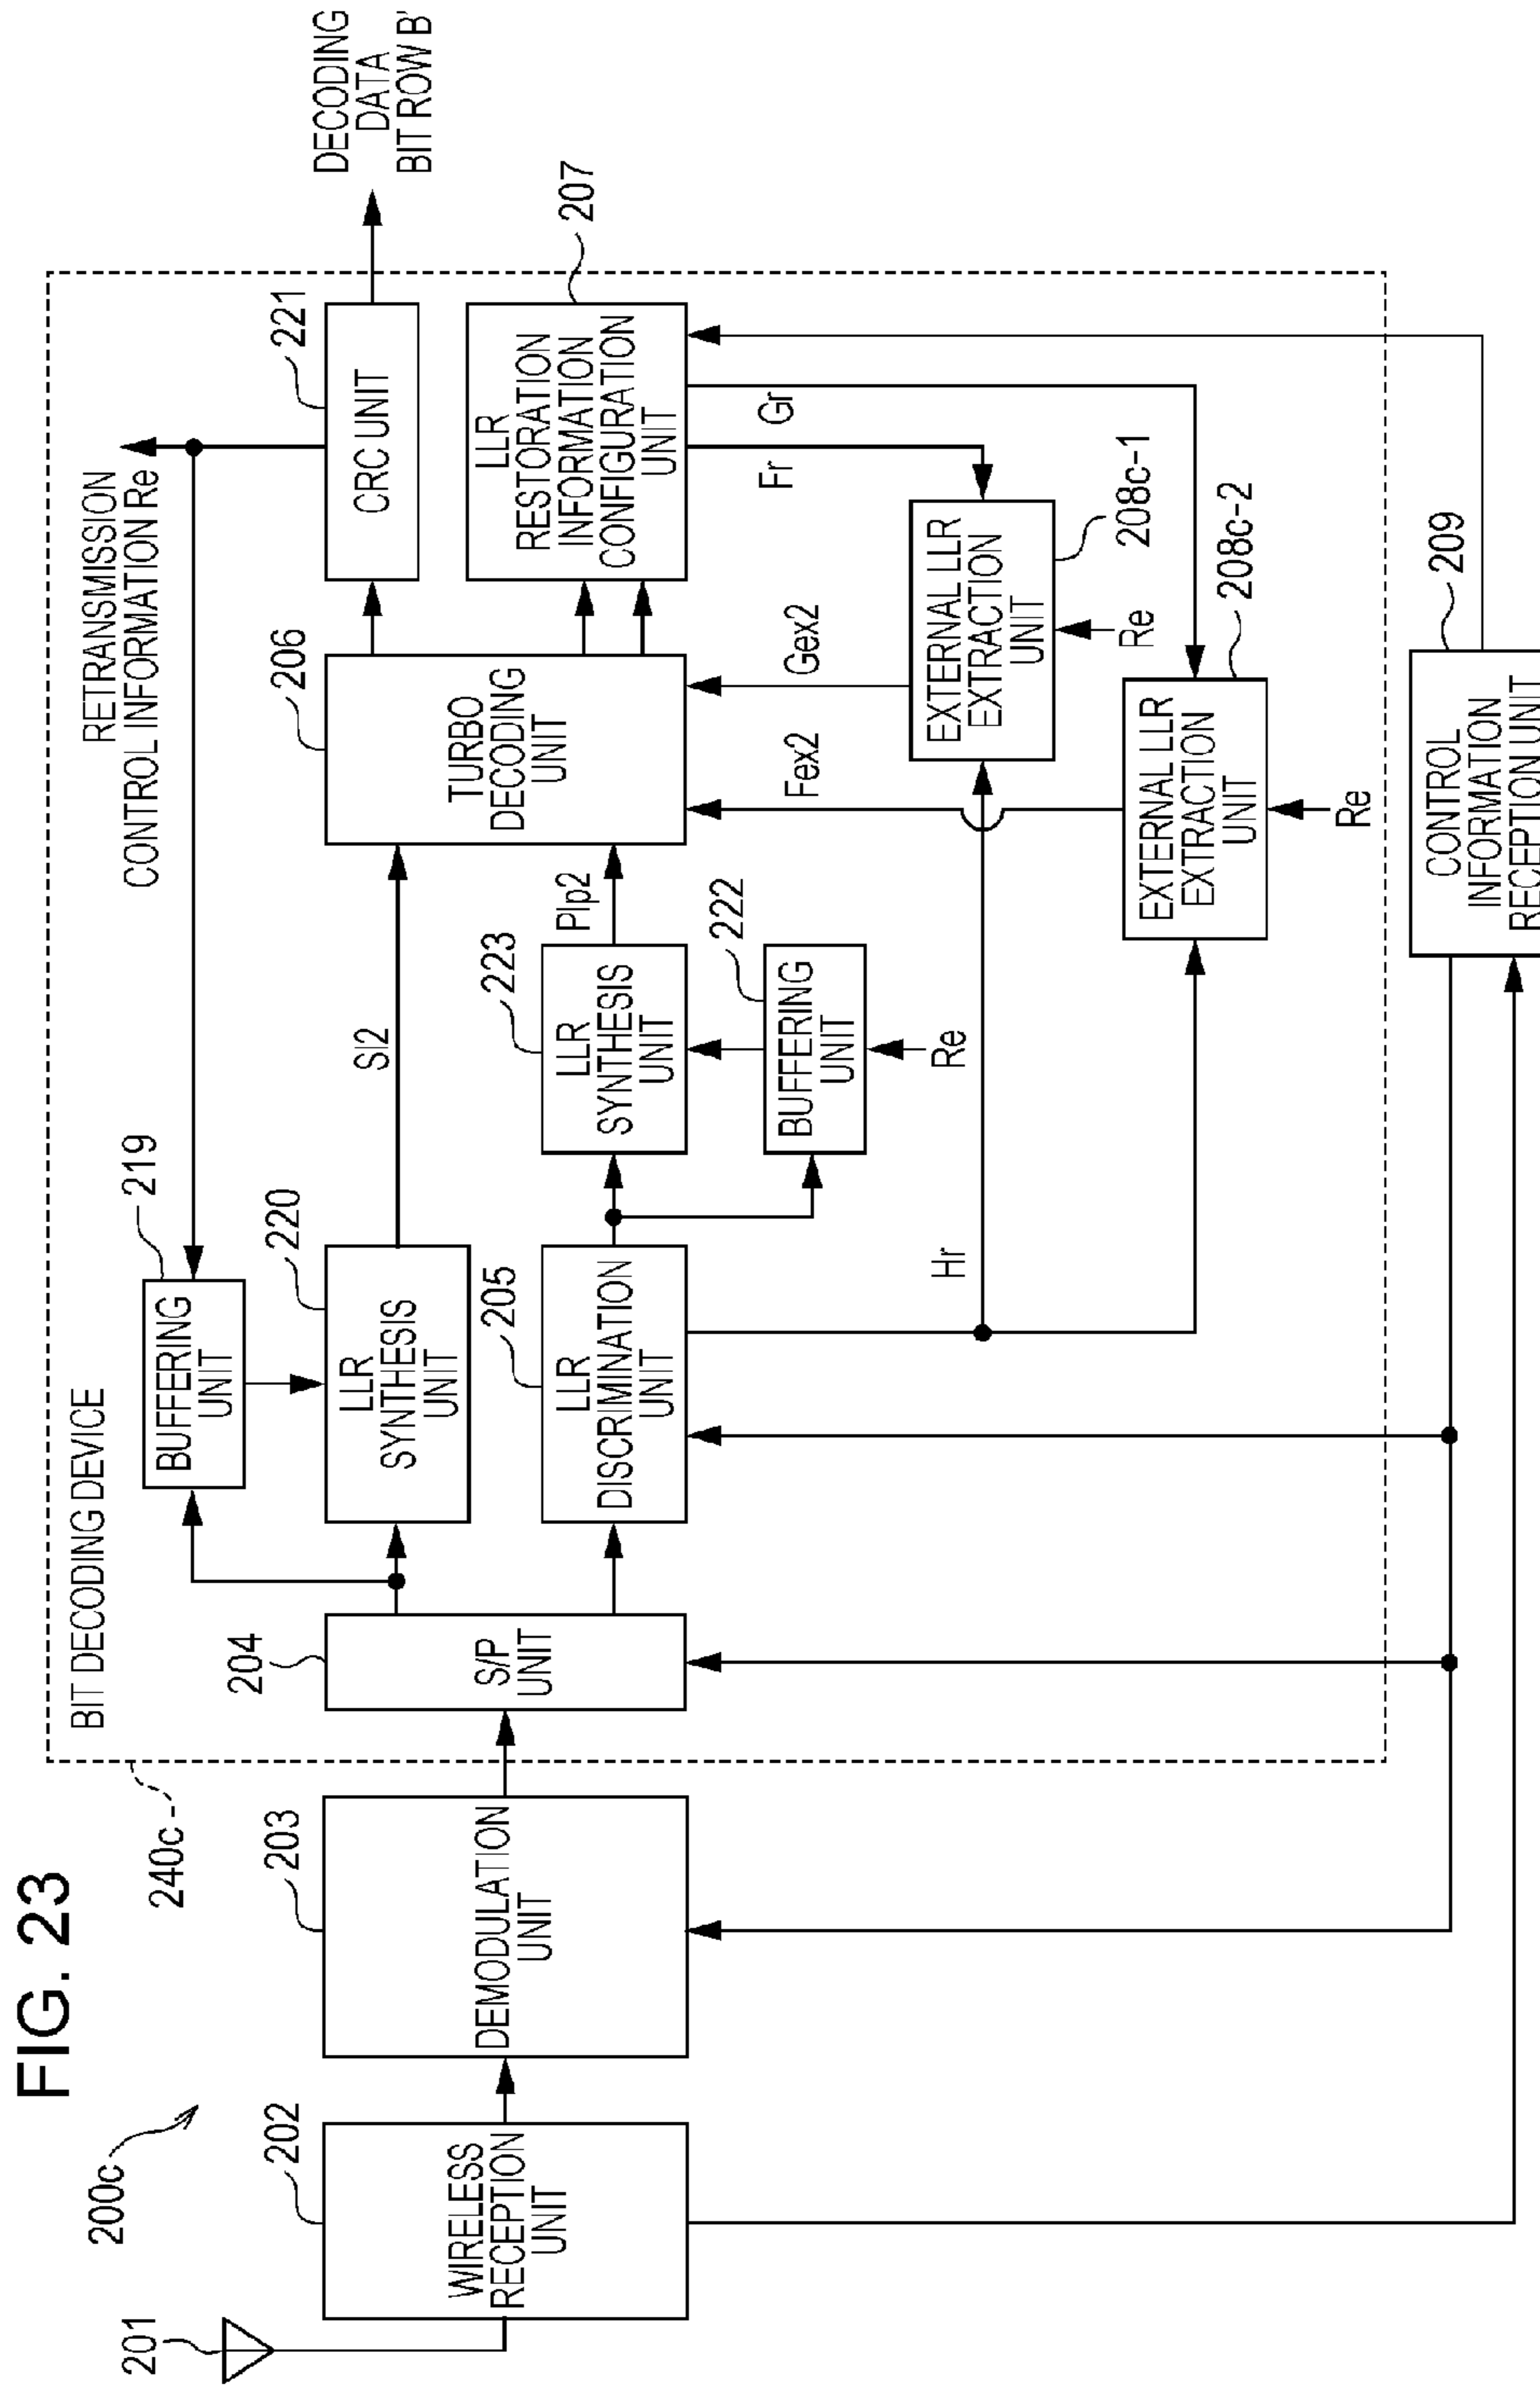 FIG. 23
200c
201
202
WIRELESS
RECEPTION
UNIT
203
DEMODULATION
UNIT
240c
BIT DECODING DEVICE
204
S/P
UNIT
219
BUFFERING
UNIT
220
LLR
SYNTHESIS
UNIT
205
LLR
DISCRIMINATION
UNIT
SI2
Hr
223
LLR
SYNTHESIS
UNIT
PIp2
222
BUFFERING
UNIT
Re
RETRANSMISSION
CONTROL INFORMATION Re
206
TURBO
DECODING
UNIT
Fex2
Gex2
221
CRC UNIT
207
LLR
RESTORATION
INFORMATION
CONFIGURATION
UNIT
Fr
Gr
EXTERNAL LLR
EXTRACTION
UNIT
208c-1
Re
EXTERNAL LLR
EXTRACTION
UNIT
208c-2
Re
209
CONTROL
INFORMATION
RECEPTION UNIT
DECODING
DATA
BIT ROW B'